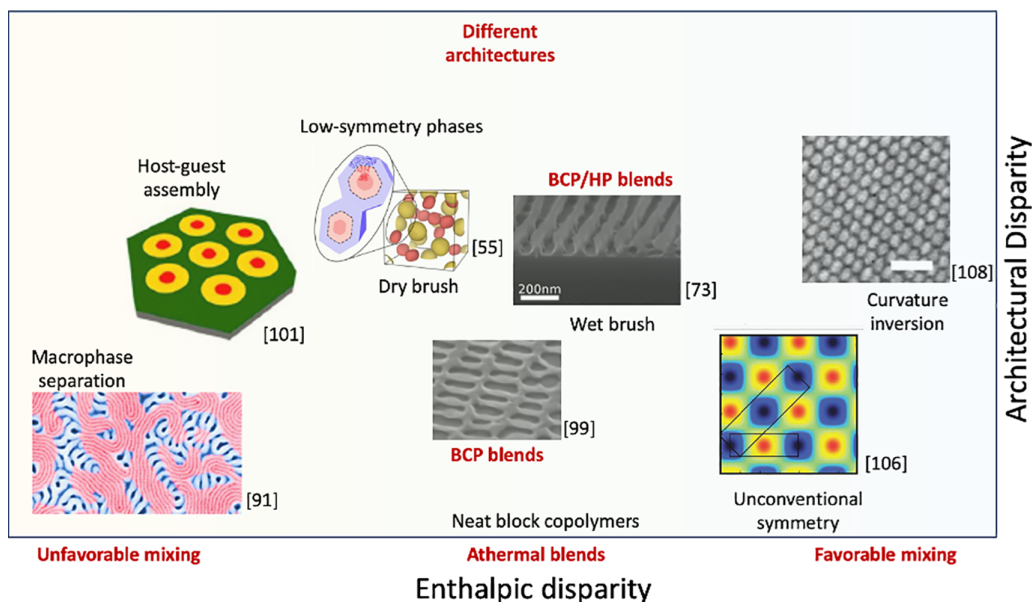 Different
architectures
Low-symmetry phases
Host-guest
assembly
BCP/HP blends
[55]
Dry brush
200nm
[73]
Wet brush
[108]
Curvature
inversion
[101]
Macrophase
separation
[91]
[99]
BCP blends
[106]
Unconventional
symmetry
Neat block copolymers
Unfavorable mixing
Athermal blends
Favorable mixing
Enthalpic disparity
Architectural Disparity